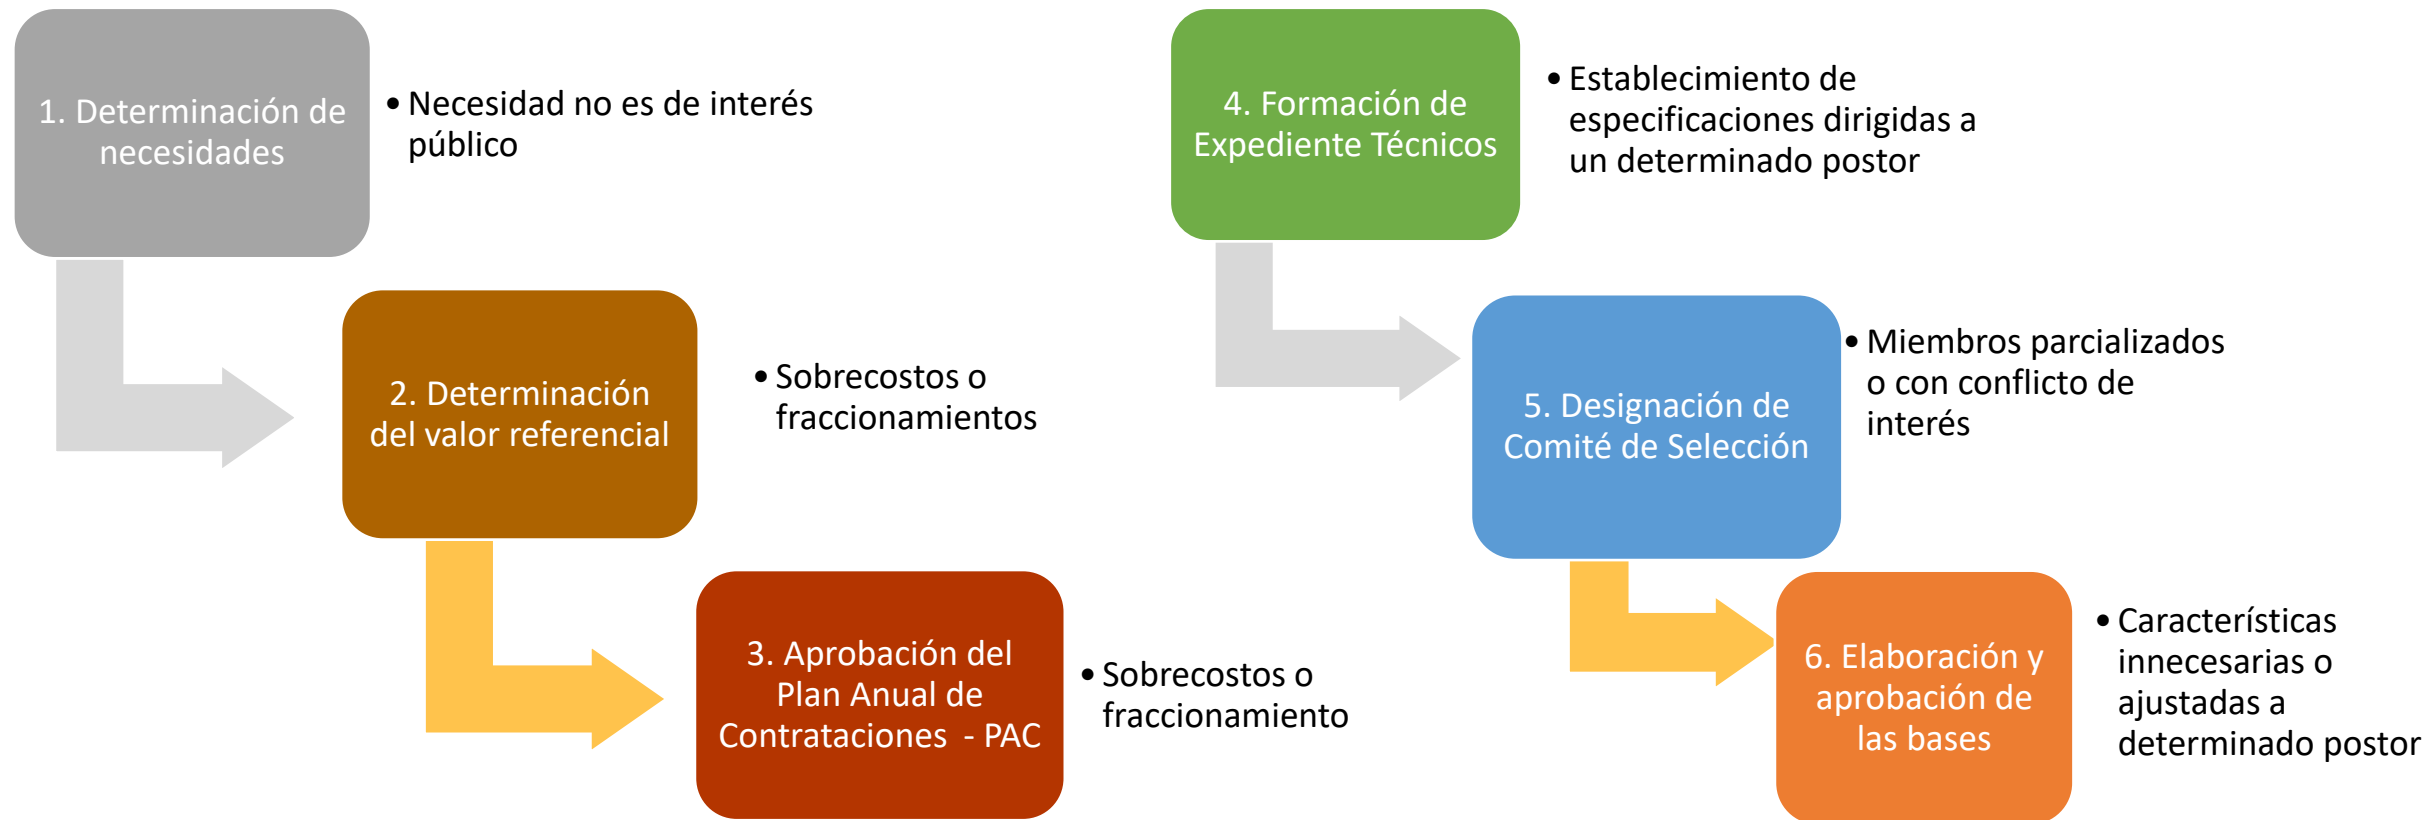 1. Determinación de
necesidades
• Necesidad no es de interés
público
2. Determinación
del valor referencial
• Sobrecostos o
fraccionamientos
3. Aprobación del
Plan Anual de
Contrataciones - PAC
• Sobrecostos o
fraccionamiento
4. Formación de
Expediente Técnicos
• Establecimiento de
especificaciones dirigidas a
un determinado postor
5. Designación de
Comité de Selección
• Miembros parcializados
o con conflicto de
interés
6. Elaboración y
aprobación de
las bases
• Características
innecesarias o
ajustadas a
determinado postor